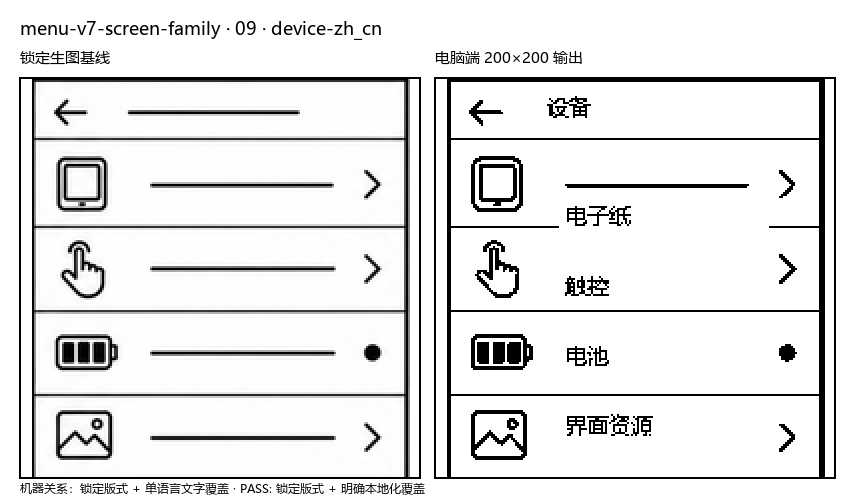 menu-v7-screen-family · 09 · device-zh_cn
锁定生图基线
电脑端 200×200 输出
设备
电子纸
触控
电池
界面资源
机器关系：锁定版式 + 单语言文字覆盖 · PASS: 锁定版式 + 明确本地化覆盖